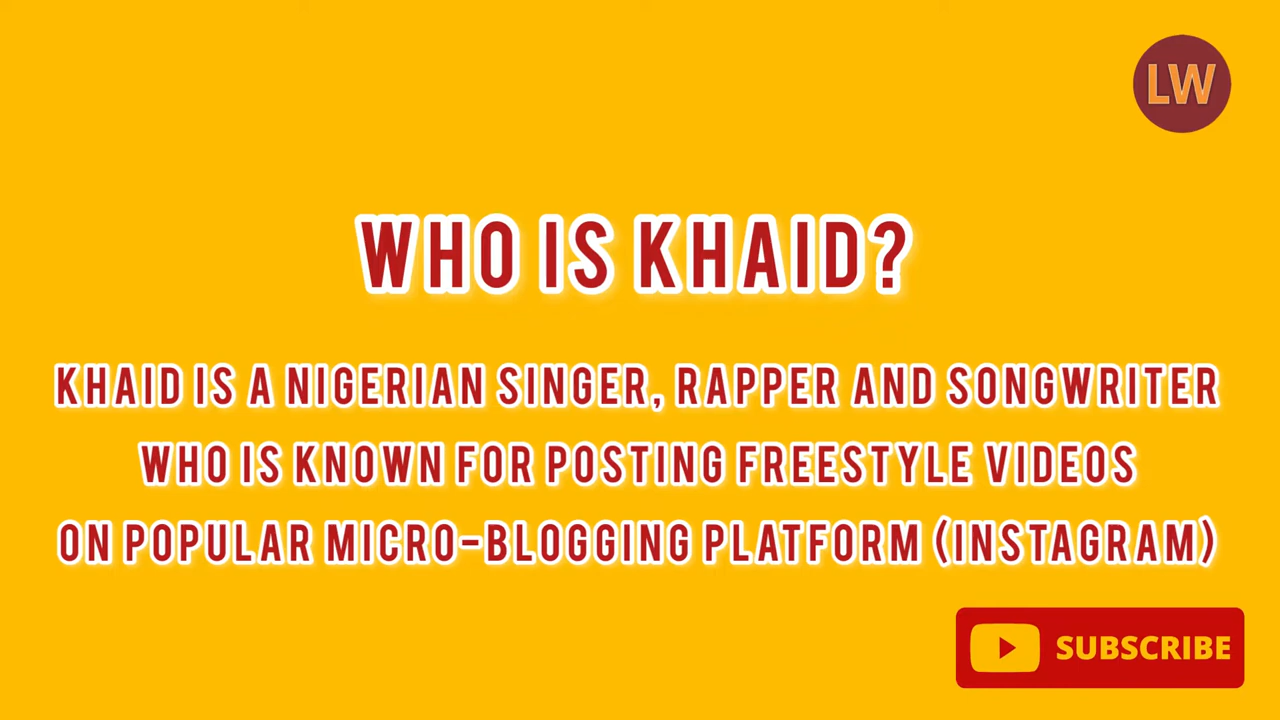 LW
WHO IS KHAID?
KHAID IS A NIGERIAN SINGER, RAPPER AND SONGWRITER
WHO IS KNOWN FOR POSTING FREESTYLE VIDEOS
ON POPULAR MICRO-BLOGGING PLATFORM (INSTAGRAM)
SUBSCRIBE